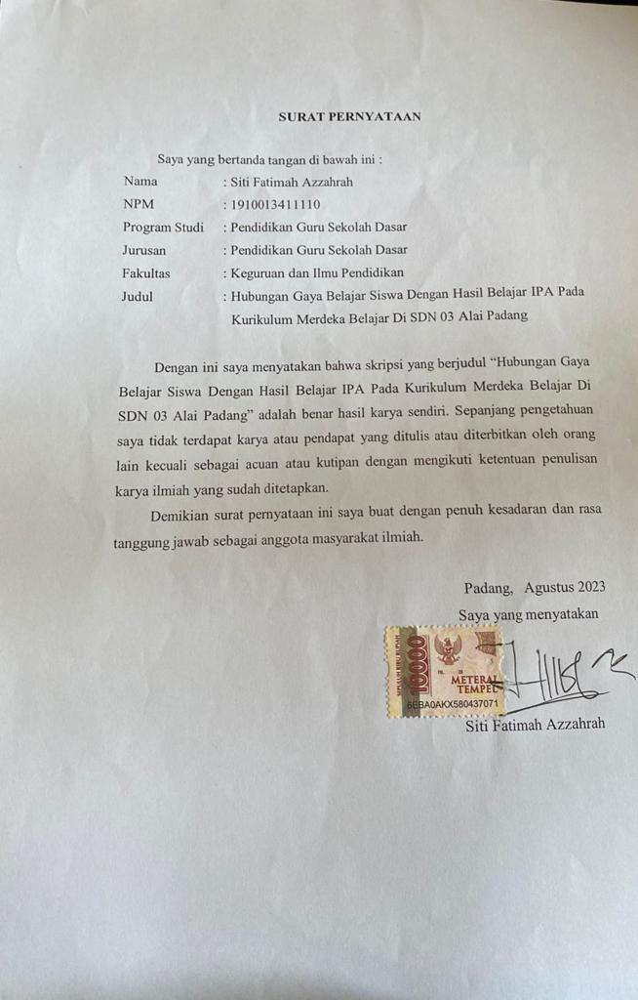 SURAT PERNYATAAN
Saya yang bertanda tangan di bawah ini :
Nama : Siti Fatimah Azzahrah
NPM : 1910013411110
Program Studi : Pendidikan Guru Sekolah Dasar
Jurusan : Pendidikan Guru Sekolah Dasar
Fakultas : Keguruan dan Ilmu Pendidikan
Judul : Hubungan Gaya Belajar Siswa Dengan Hasil Belajar IPA Pada
Kurikulum Merdeka Belajar Di SDN 03 Alai Padang
Dengan ini saya menyatakan bahwa skripsi yang berjudul “Hubungan Gaya
Belajar Siswa Dengan Hasil Belajar IPA Pada Kurikulum Merdeka Belajar Di
SDN 03 Alai Padang” adalah benar hasil karya sendiri. Sepanjang pengetahuan
saya tidak terdapat karya atau pendapat yang ditulis atau diterbitkan oleh orang
lain kecuali sebagai acuan atau kutipan dengan mengikuti ketentuan penulisan
karya ilmiah yang sudah ditetapkan.
Demikian surat pernyataan ini saya buat dengan penuh kesadaran dan rasa
tanggung jawab sebagai anggota masyarakat ilmiah.
Padang, Agustus 2023
Saya yang menyatakan
SEPULUH RIBU RUPIAH
10000
METERAI
TEMPEL
6EBA0AKX580437071
Siti Fatimah Azzahrah